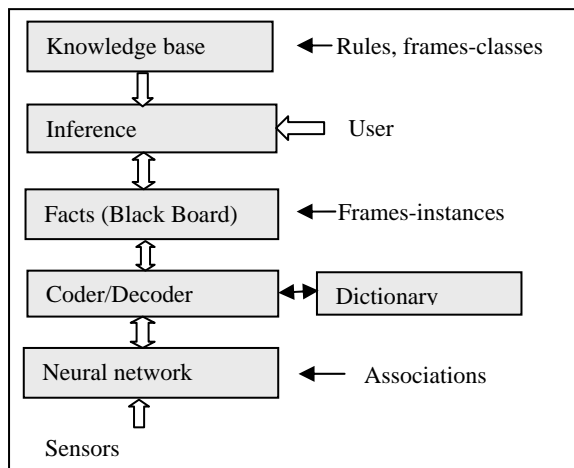 Knowledge base
Rules, frames-classes
Inference
User
Facts (Black Board)
Frames-instances
Coder/Decoder
Dictionary
Neural network
Associations
Sensors